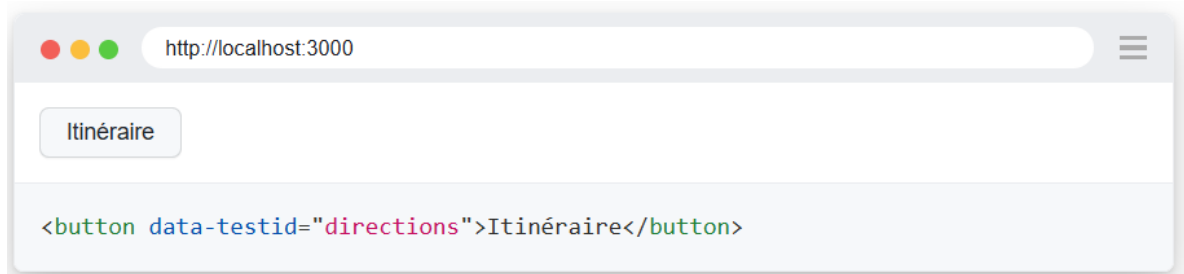 http://localhost:3000
Itinéraire
<button data-testid="directions">Itinéraire</button>